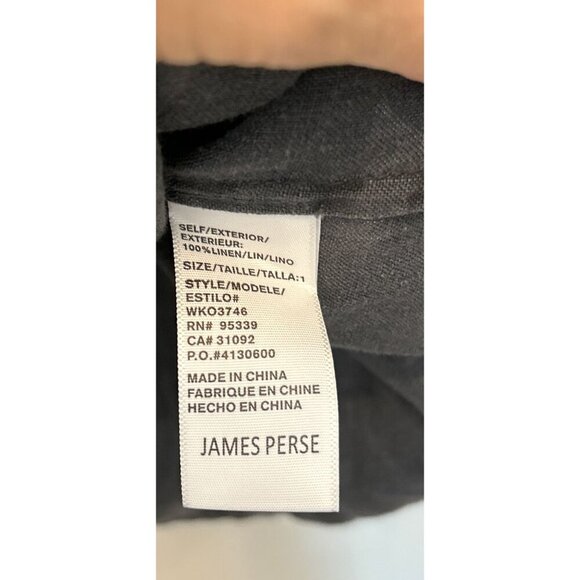 SELF/EXTERIOR/
EXTERIEUR:
100%LINEN/LIN/LINO
SIZE/TAILLE/TALLA:1
STYLE/MODELE/
ESTILO#
WKO3746
RN# 95339
CA# 31092
P.O.#4130600
MADE IN CHINA
FABRIQUE EN CHINE
HECHO EN CHINA
JAMES PERSE